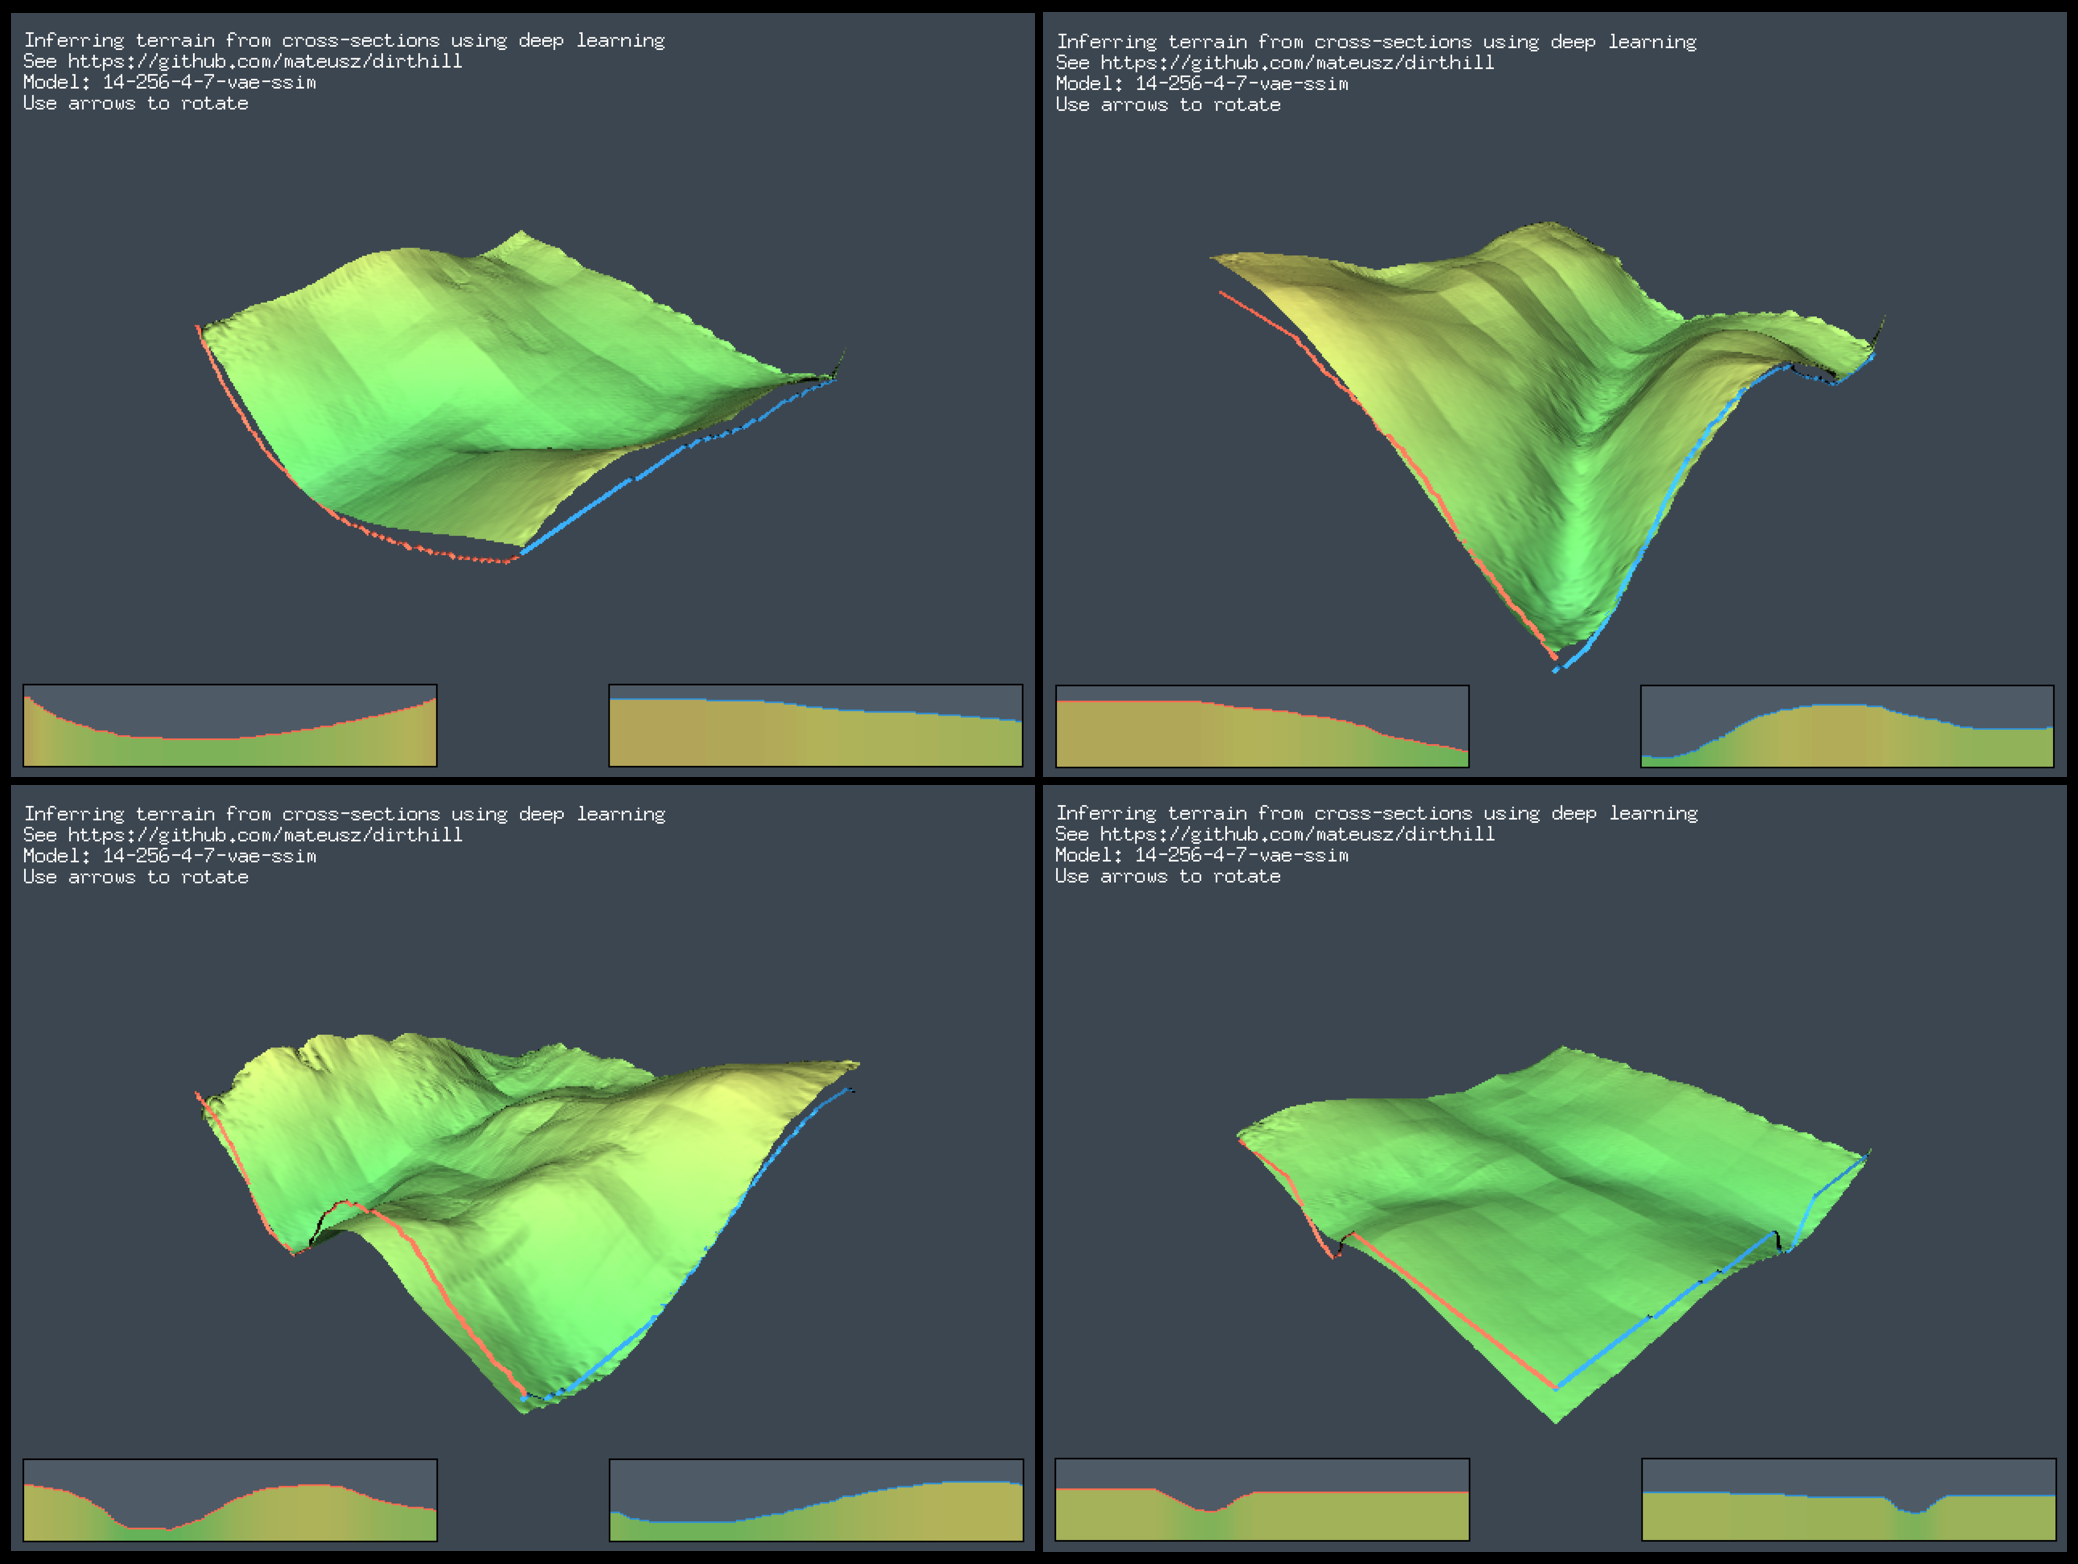 Inferring terrain from cross-sections using deep learning
See https://github.com/mateusz/dirthill
Model: 14-256-4-7-vae-ssim
Use arrows to rotate
Inferring terrain from cross-sections using deep learning
See https://github.com/mateusz/dirthill
Model: 14-256-4-7-vae-ssim
Use arrows to rotate
Inferring terrain from cross-sections using deep learning
See https://github.com/mateusz/dirthill
Model: 14-256-4-7-vae-ssim
Use arrows to rotate
Inferring terrain from cross-sections using deep learning
See https://github.com/mateusz/dirthill
Model: 14-256-4-7-vae-ssim
Use arrows to rotate